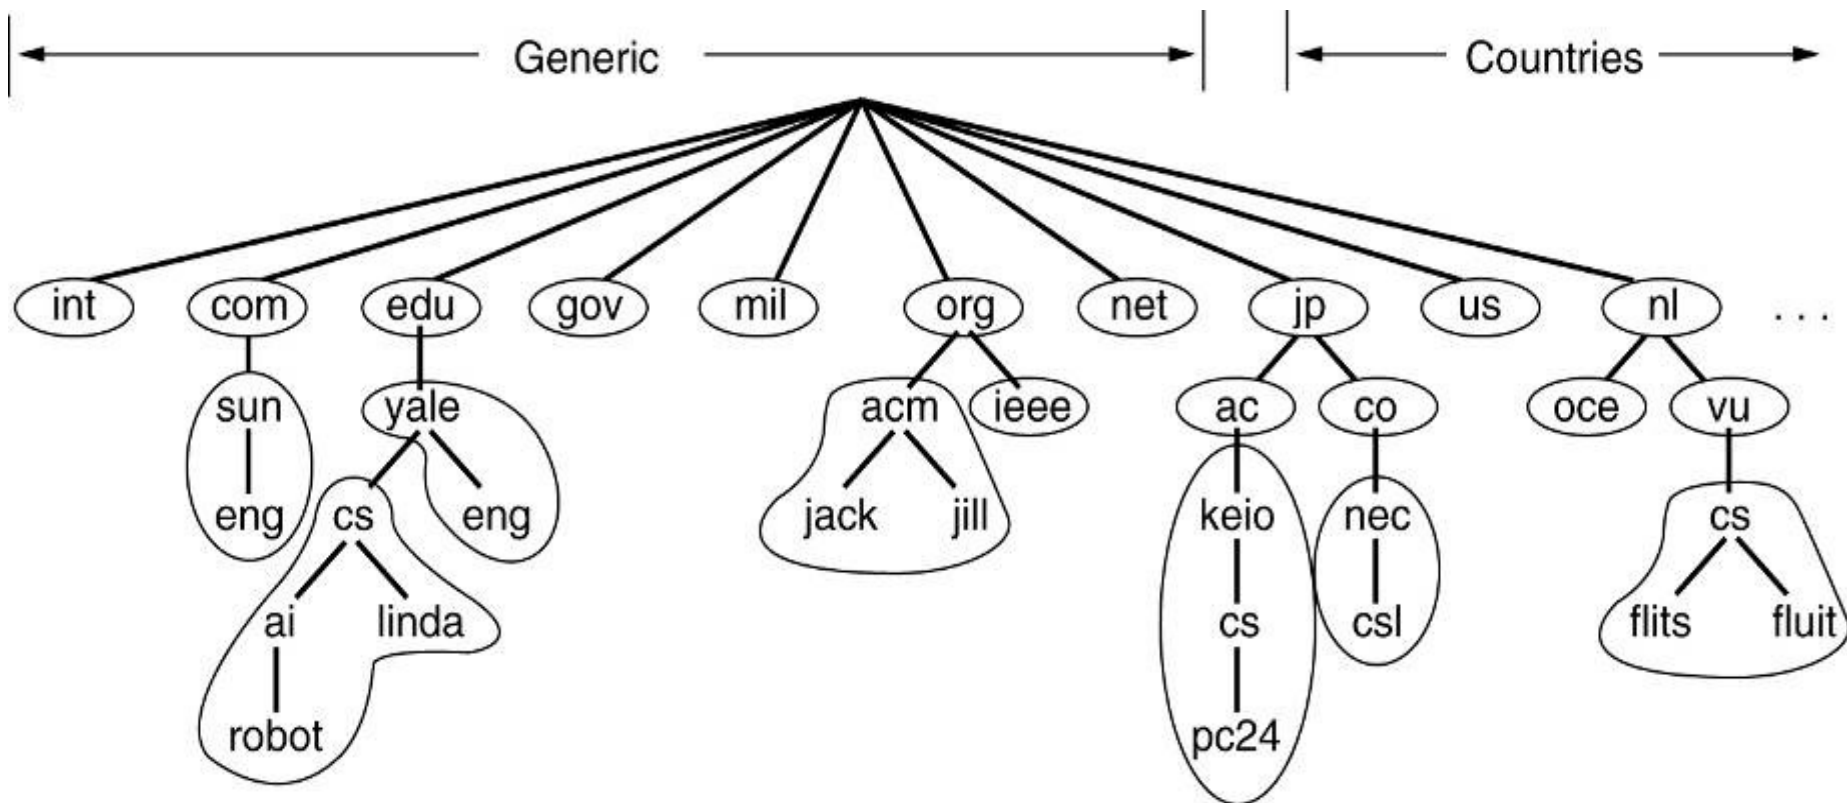 Generic Countries
int com edu gov mil org net jp us nl . . .
sun yale acm ieee ac co oce vu
eng cs eng jack jill keio nec cs
ai linda cs csl flits fluit
robot pc24